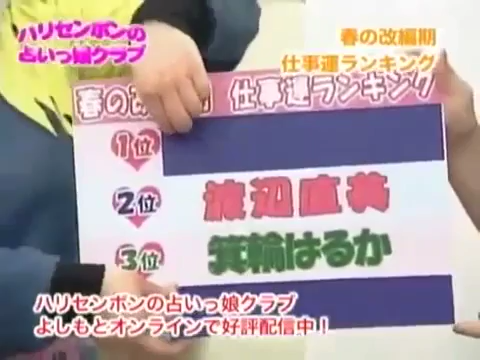 ハリセンボンの
占いっ娘クラブ
春の改編期
仕事運ランキング
春の改 期 仕事運ランキング
1位
2位 渡辺直美
3位 箕輪はるか
ハリセンボンの占いっ娘クラブ
よしもとオンラインで好評配信中！